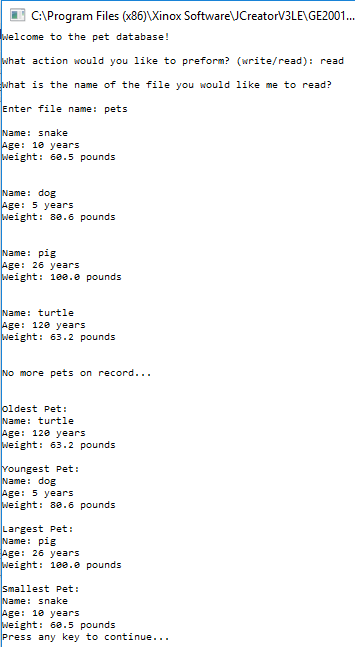 C:\Program Files (x86)\Xinox Software\JCreatorV3LE\GE2001...
Welcome to the pet database!
What action would you like to preform? (write/read): read
What is the name of the file you would like me to read?
Enter file name: pets
Name: snake
Age: 10 years
Weight: 60.5 pounds
Name: dog
Age: 5 years
Weight: 80.6 pounds
Name: pig
Age: 26 years
Weight: 100.0 pounds
Name: turtle
Age: 120 years
Weight: 63.2 pounds
No more pets on record...
Oldest Pet:
Name: turtle
Age: 120 years
Weight: 63.2 pounds
Youngest Pet:
Name: dog
Age: 5 years
Weight: 80.6 pounds
Largest Pet:
Name: pig
Age: 26 years
Weight: 100.0 pounds
Smallest Pet:
Name: snake
Age: 10 years
Weight: 60.5 pounds
Press any key to continue...